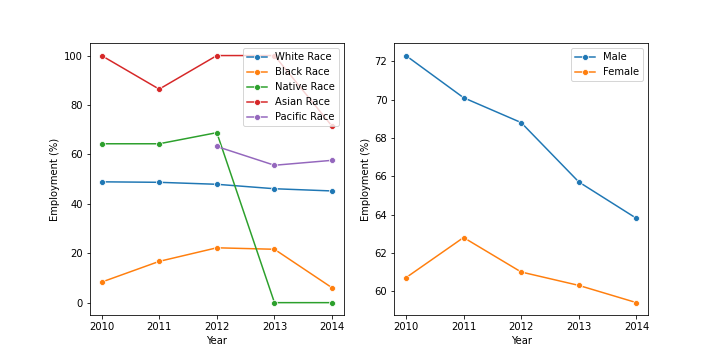 100
80
60
40
20
0
Employment (%)
2010 2011 2012 2013 2014
Year
White Race
Black Race
Native Race
Asian Race
Pacific Race
72
70
68
66
64
62
60
Employment (%)
2010 2011 2012 2013 2014
Year
Male
Female